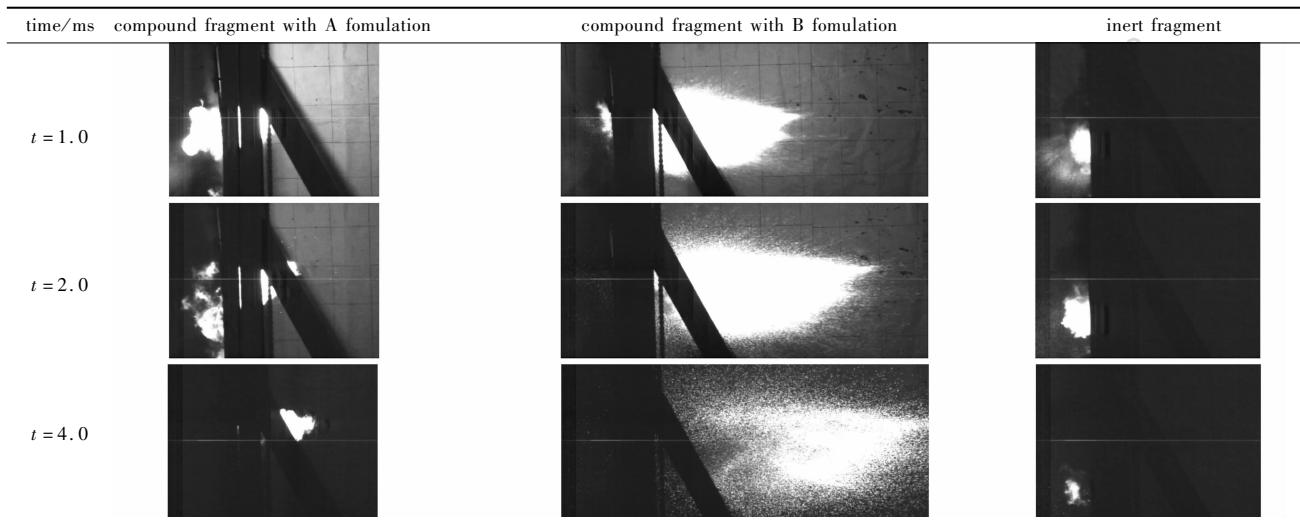 time/ms compound fragment with A fomulation compound fragment with B fomulation inert fragment
t = 1.0
t = 2.0
t = 4.0